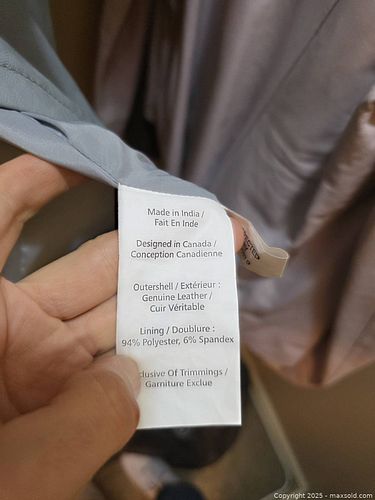 Made in India /
Fait En Inde
Designed in Canada /
Conception Canadienne
Outershell / Extérieur :
Genuine Leather /
Cuir Véritable
Lining / Doublure :
94% Polyester, 6% Spandex
Of Trimmings /
Garniture Exclue
Copyright 2025 - maxsold.com